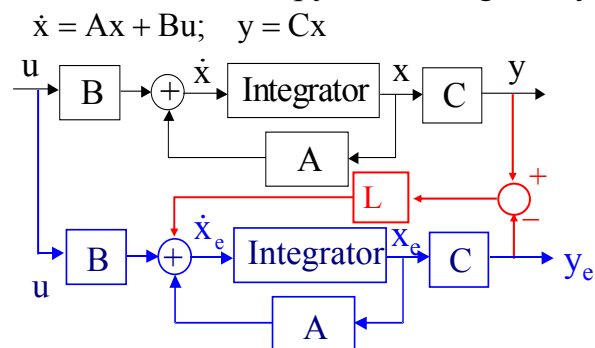 ẋ = Ax + Bu; y = Cx
u B + ẋ Integrator x C y
A
L +
−
u B + ẋₑ Integrator xₑ C yₑ
A